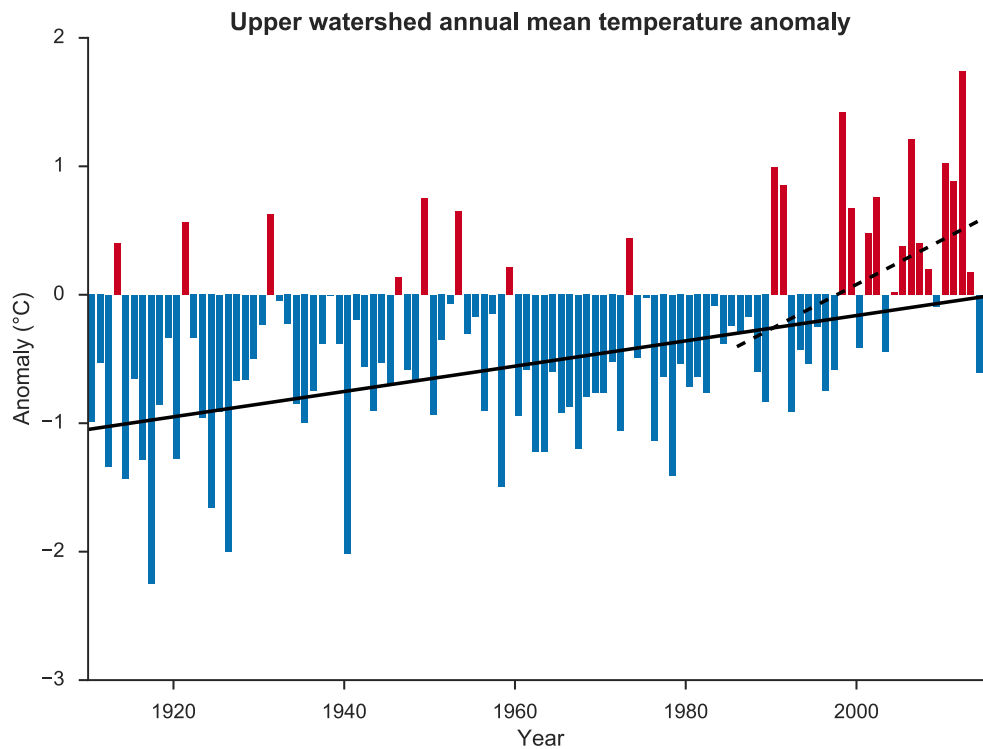 Upper watershed annual mean temperature anomaly
2
1
0
−1
−2
−3
Anomaly (°C)
1920 1940 1960 1980 2000
Year